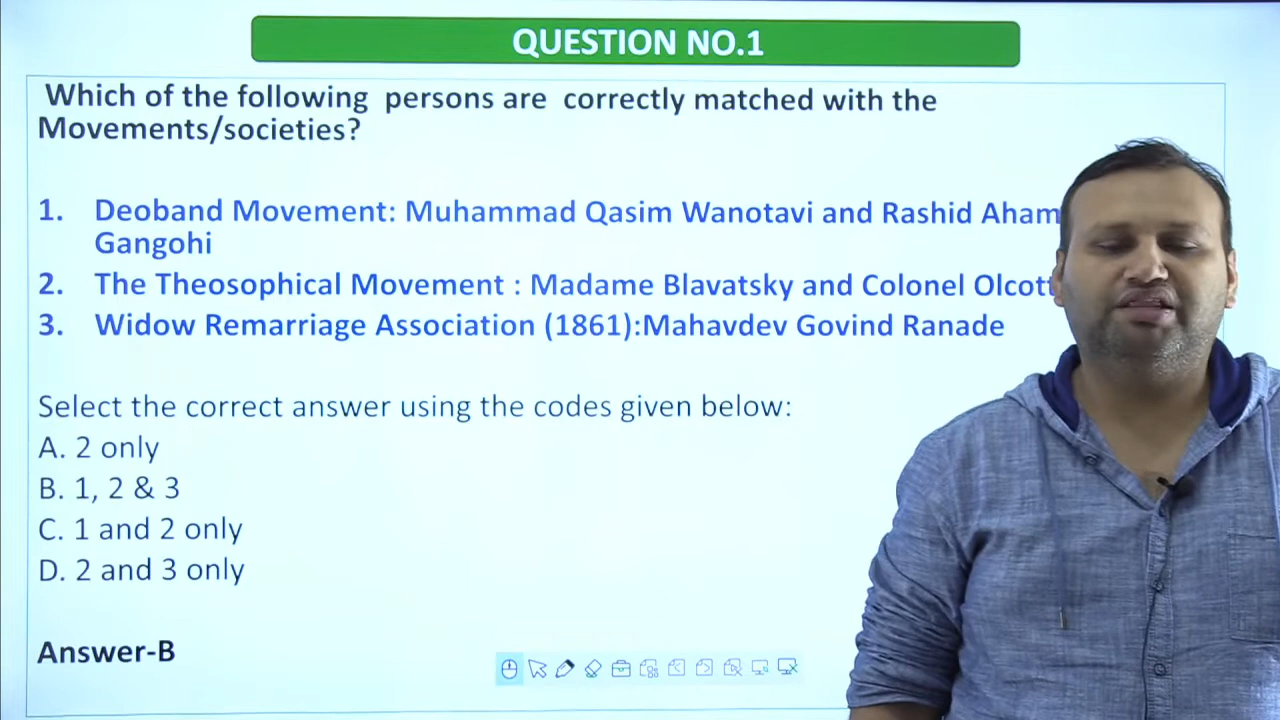 QUESTION NO.1
Which of the following persons are correctly matched with the
Movements/societies?
1. Deoband Movement: Muhammad Qasim Wanotavi and Rashid Aham
Gangohi
2. The Theosophical Movement : Madame Blavatsky and Colonel Olcott
3. Widow Remarriage Association (1861):Mahavdev Govind Ranade
Select the correct answer using the codes given below:
A. 2 only
B. 1, 2 & 3
C. 1 and 2 only
D. 2 and 3 only
Answer-B